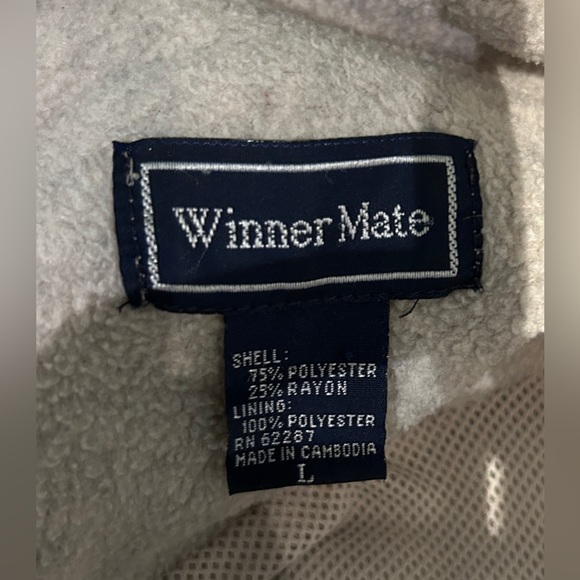 Winner Mate
SHELL:
75% POLYESTER
25% RAYON
LINING:
100% POLYESTER
RN 62287
MADE IN CAMBODIA
L